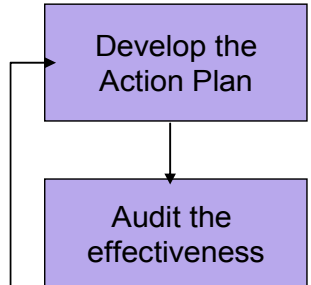 Develop the
Action Plan
Audit the
effectiveness